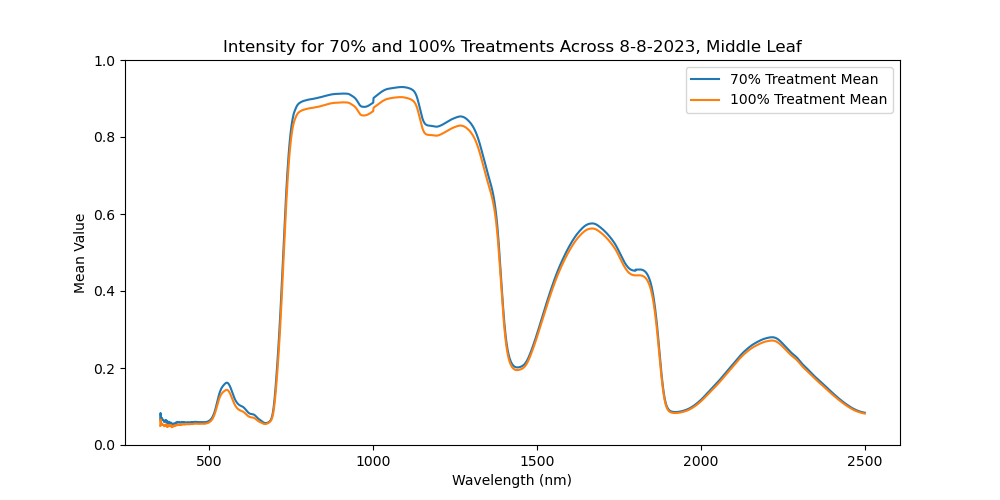 Intensity for 70% and 100% Treatments Across 8-8-2023, Middle Leaf
1.0
0.8
0.6
0.4
0.2
0.0
Mean Value
70% Treatment Mean
100% Treatment Mean
500
1000
1500
2000
2500
Wavelength (nm)